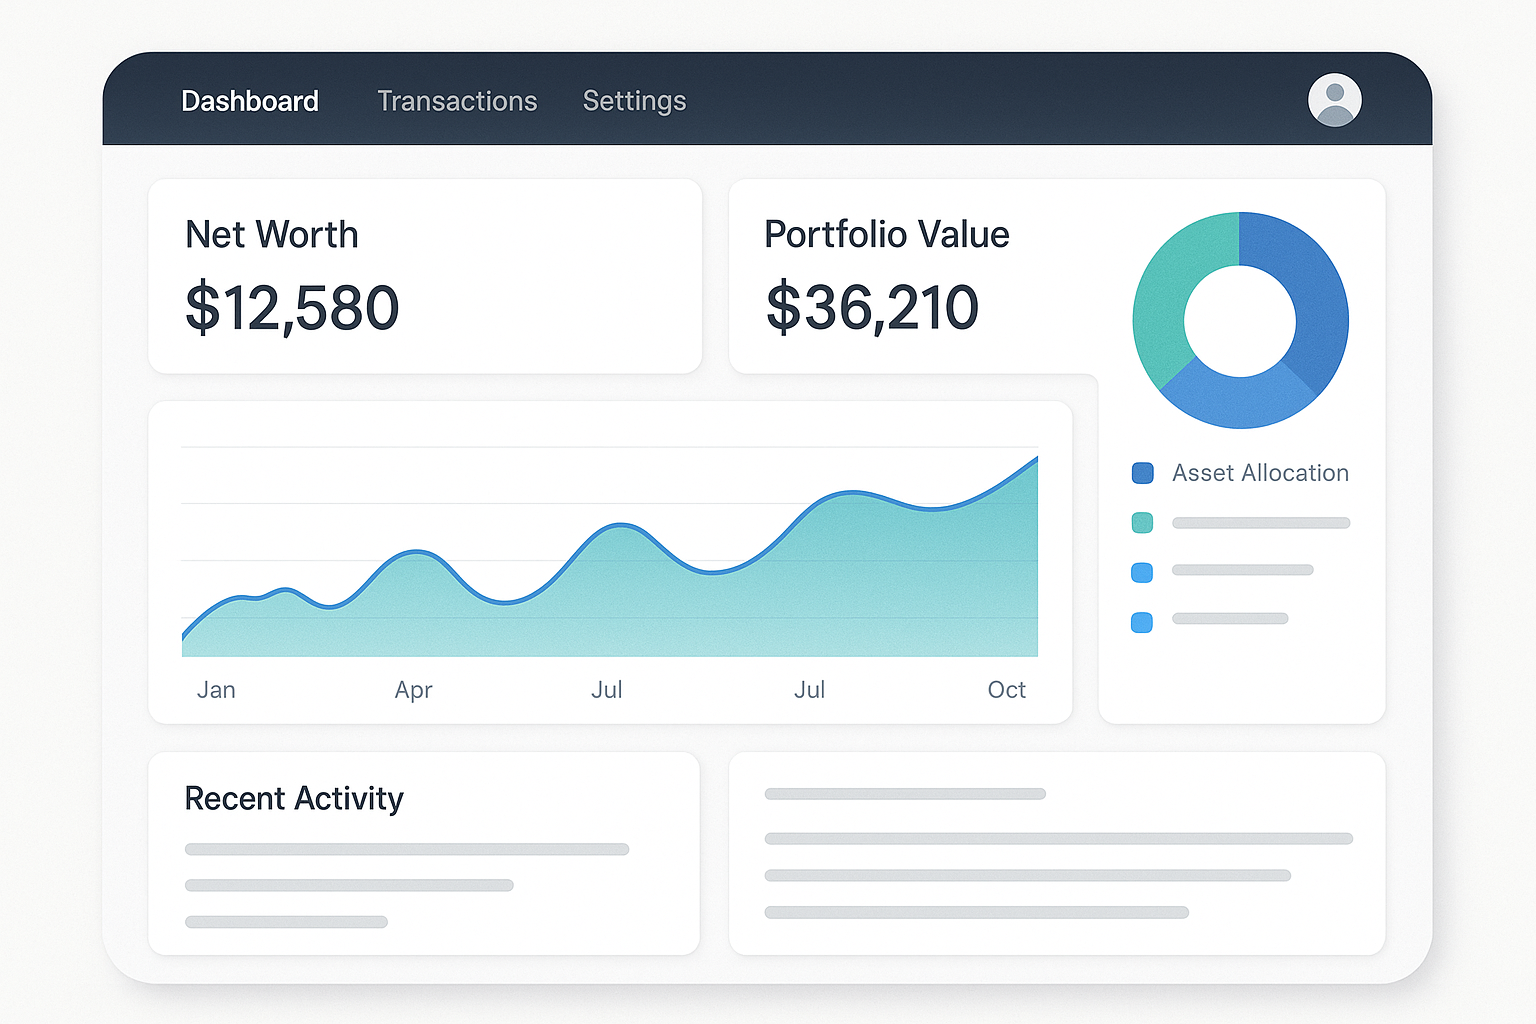 Dashboard
Transactions
Settings
Net Worth
$12,580
Portfolio Value
$36,210
Asset Allocation
Jan
Apr
Jul
Jul
Oct
Recent Activity